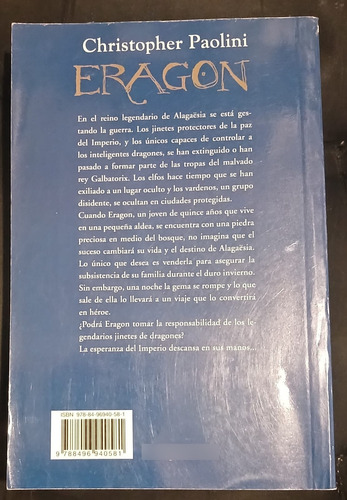 Christopher Paolini
ERAGON
En el reino legendario de Alagaësia se está ges-
tando la guerra. Los jinetes protectores de la paz
del Imperio, y los únicos capaces de controlar a
los inteligentes dragones, se han extinguido o han
pasado a formar parte de las tropas del malvado
rey Galbatorix. Los elfos hace tiempo que se han
exiliado a un lugar oculto y los vardenos, un grupo
disidente, se ocultan en ciudades protegidas.
Cuando Eragon, un joven de quince años que vive
en una pequeña aldea, se encuentra con una piedra
preciosa en medio del bosque, no imagina que el
suceso cambiará su vida y el destino de Alagaësia.
Lo único que desea es venderla para asegurar la
subsistencia de su familia durante el duro invierno.
Sin embargo, una noche la gema se rompe y lo que
sale de ella lo llevará a un viaje que lo convertirá
en héroe.
¿Podrá Eragon tomar la responsabilidad de los le-
gendarios jinetes de dragones?
La esperanza del Imperio descansa en sus manos...
ISBN 978-84-96940-58-1
9 788496 940581